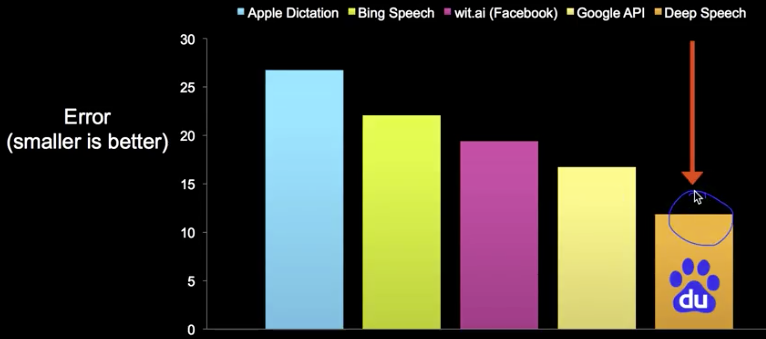 Apple Dictation Bing Speech wit.ai (Facebook) Google API Deep Speech
30
25
Error
(smaller is better)
20
15
10
5
0
du